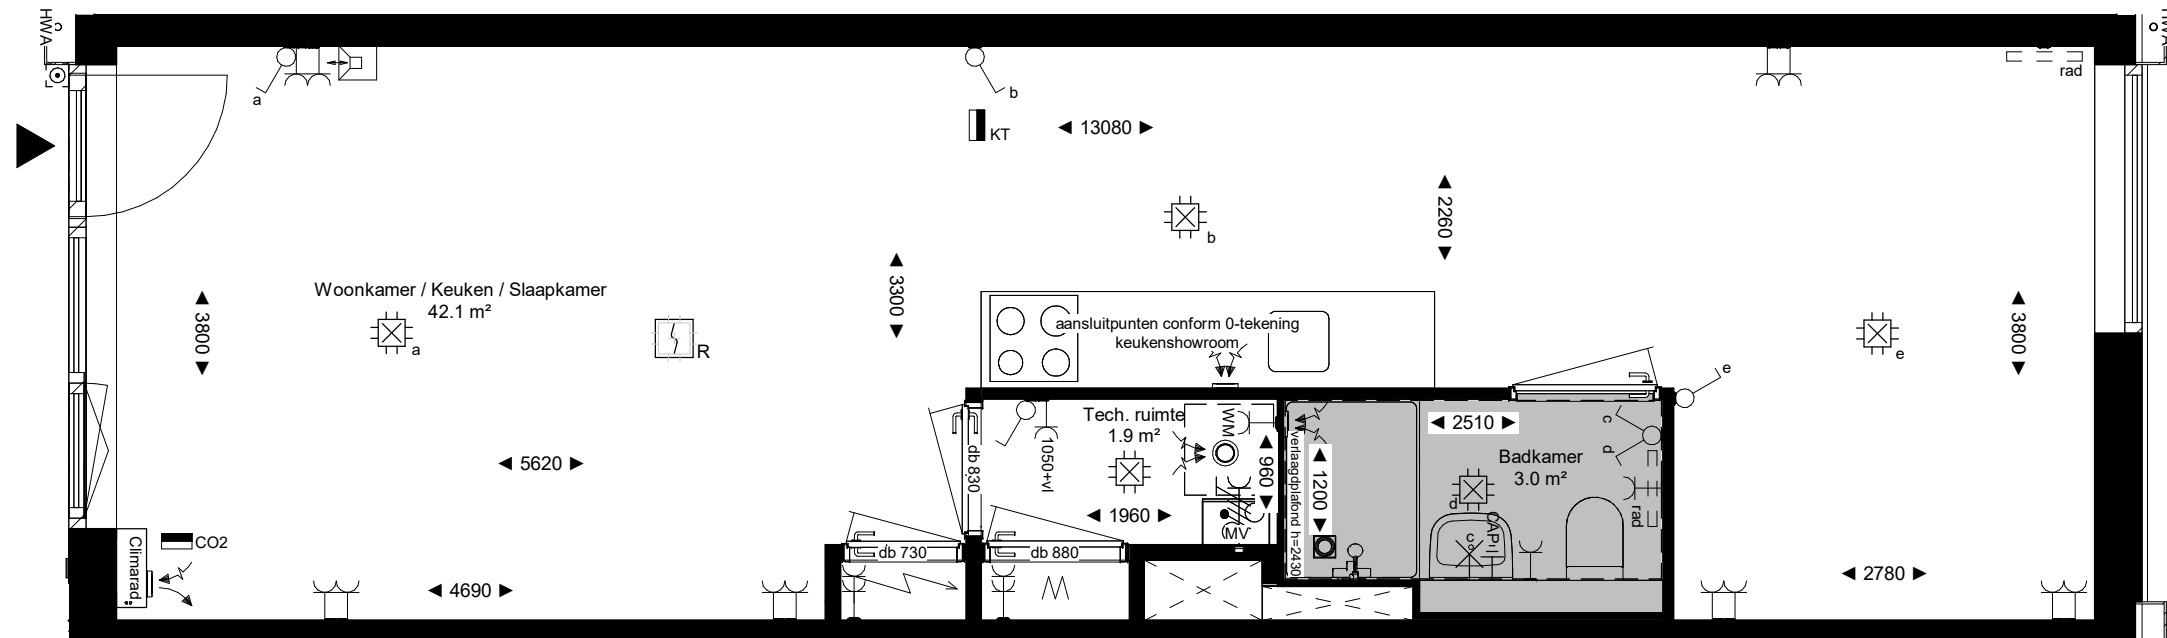 HWA
HWA
a
b
KT
13080
rad
2260
b
Woonkamer / Keuken / Slaapkamer
42.1 m²
3800
a
R
3300
aansluitpunten conform 0-tekening
keukenshowroom
3800
e
e
Tech. ruimte
1.9 m²
WM
1050+vl
db 830
5620
960
1960
MV
verlaagdplafond h=2430
1200
2510
c
d
Badkamer
3.0 m²
d
CAP
c
rad
Climarad
CO2
db 730
db 880
4690
2780